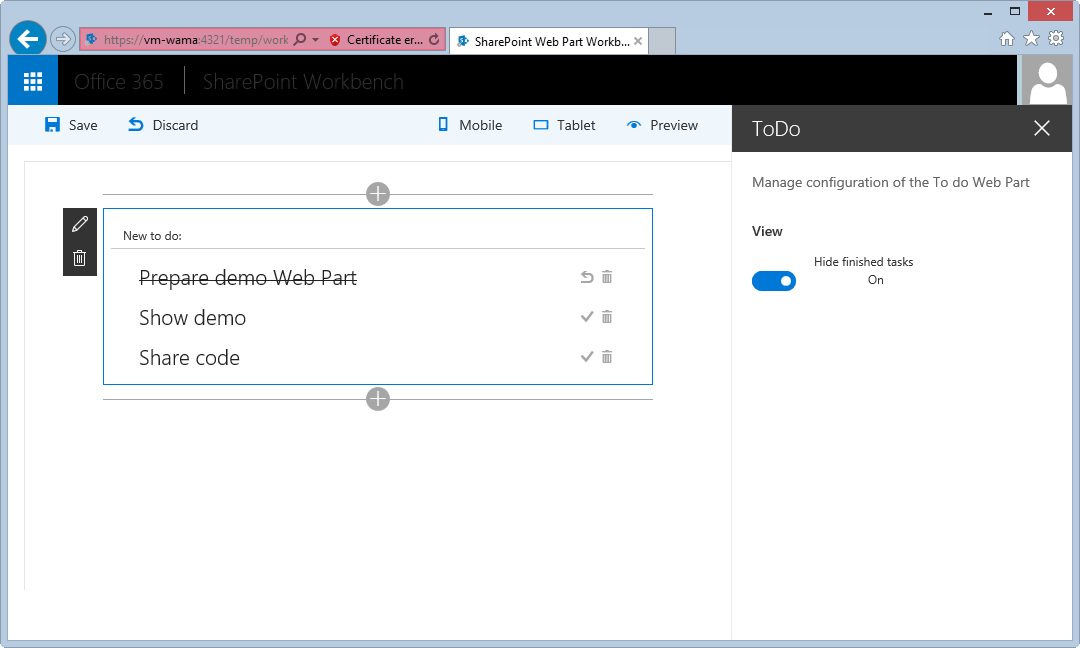 https://vm-wama:4321/temp/work
Certificate er...
SharePoint Web Part Workb...
Office 365
SharePoint Workbench
Save
Discard
Mobile
Tablet
Preview
ToDo
Manage configuration of the To do Web Part
View
Hide finished tasks
On
New to do:
Prepare demo Web Part
Show demo
Share code